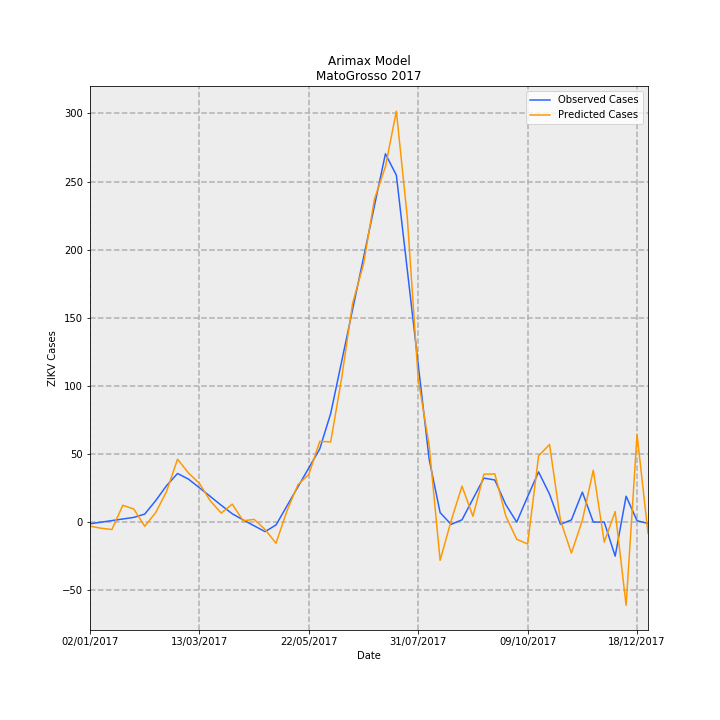 Arimax Model
MatoGrosso 2017
Observed Cases
Predicted Cases
300
250
200
150
100
50
0
−50
ZIKV Cases
02/01/2017 13/03/2017 22/05/2017 31/07/2017 09/10/2017 18/12/2017
Date